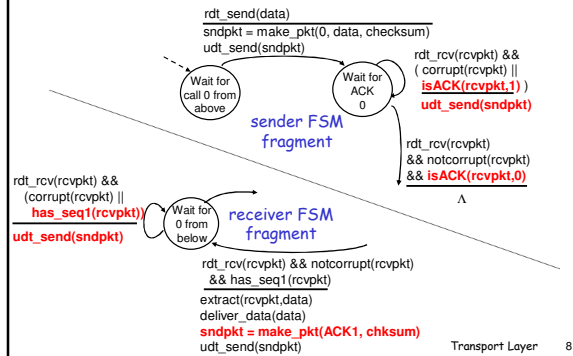 rdt_send(data)
sndpkt = make_pkt(0, data, checksum)
udt_send(sndpkt)
Wait for
call 0 from
above
Wait for
ACK
0
rdt_rcv(rcvpkt) &&
( corrupt(rcvpkt) ||
isACK(rcvpkt,1) )
udt_send(sndpkt)
sender FSM
fragment
rdt_rcv(rcvpkt)
&& notcorrupt(rcvpkt)
&& isACK(rcvpkt,0)
Λ
rdt_rcv(rcvpkt) &&
(corrupt(rcvpkt) ||
has_seq1(rcvpkt))
udt_send(sndpkt)
Wait for
0 from
below
receiver FSM
fragment
rdt_rcv(rcvpkt) && notcorrupt(rcvpkt)
&& has_seq1(rcvpkt)
extract(rcvpkt,data)
deliver_data(data)
sndpkt = make_pkt(ACK1, chksum)
udt_send(sndpkt)
Transport Layer 8